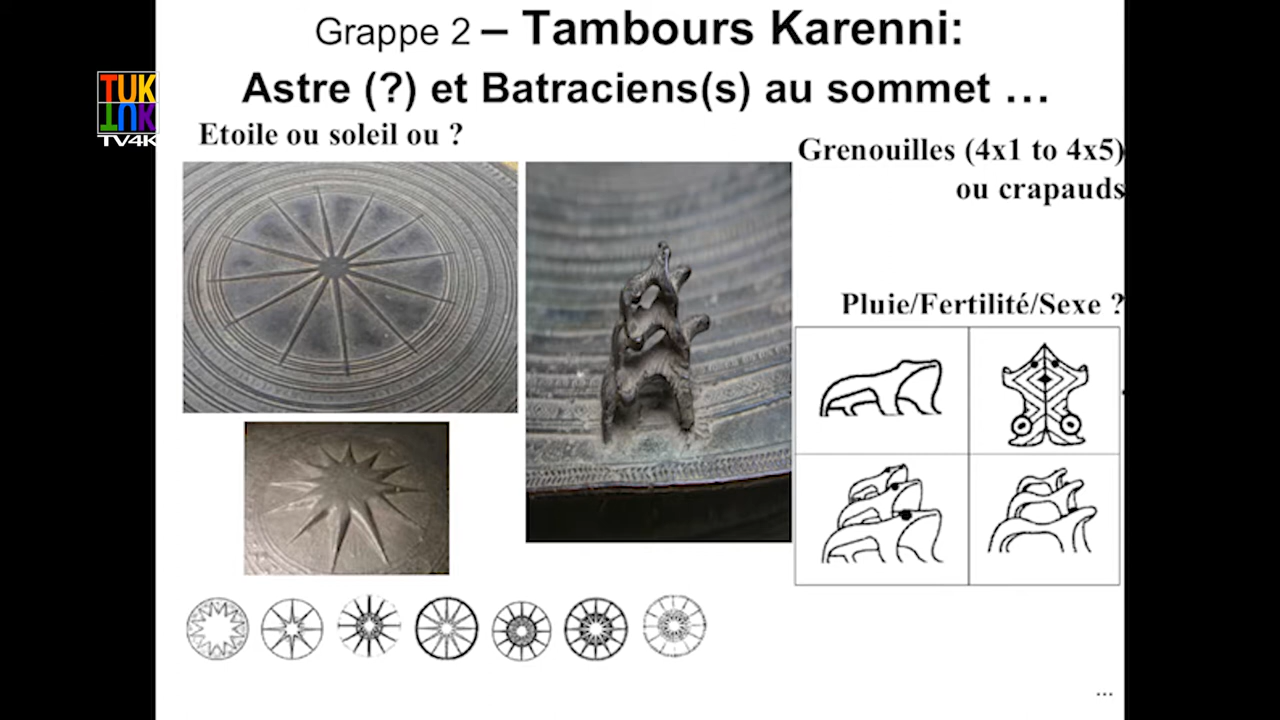 Grappe 2 – Tambours Karenni:
Astre (?) et Batraciens(s) au sommet …
TUK
TUK
TV4K
Etoile ou soleil ou ?
Grenouilles (4x1 to 4x5)
ou crapauds
Pluie/Fertilité/Sexe ?
...